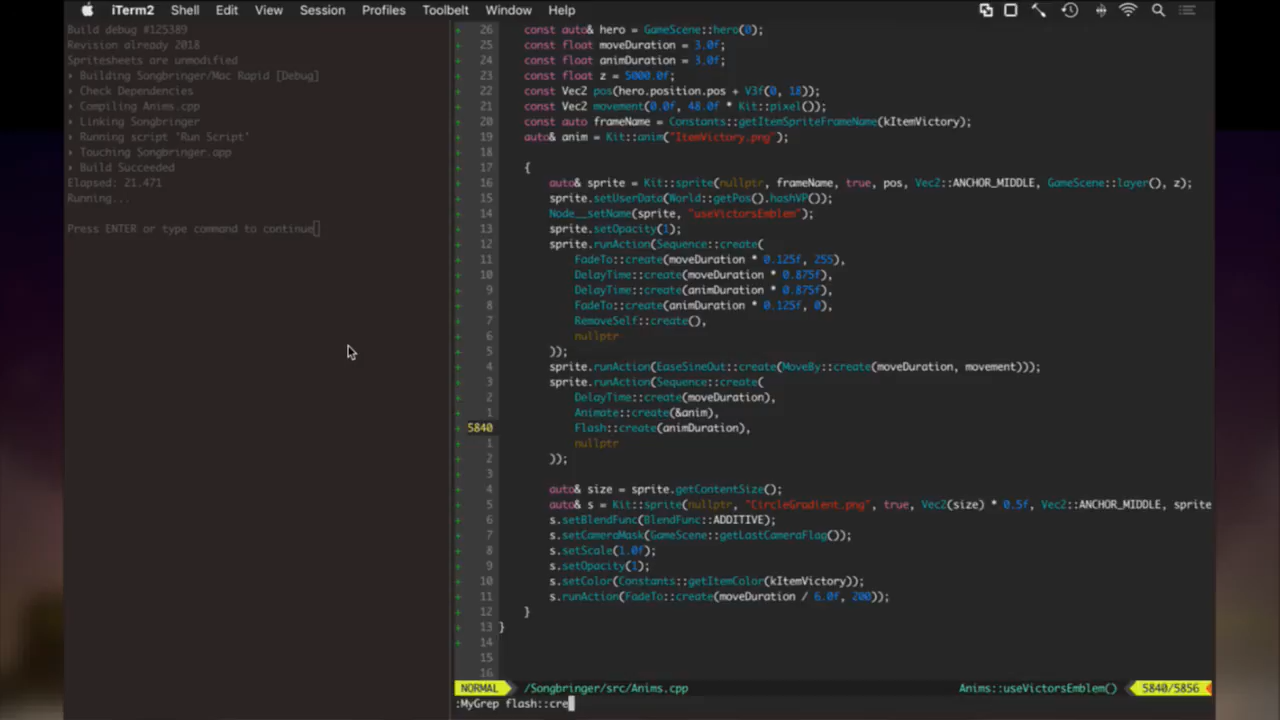 iTerm2 Shell Edit View Session Profiles Toolbelt Window Help
Build debug #125389
Revision already 2018
Spritesheets are unmodified
▸ Building Songbringer/Mac Rapid [Debug]
▸ Check Dependencies
▸ Compiling Anims.cpp
▸ Linking Songbringer
▸ Running script 'Run Script'
▸ Touching Songbringer.app
▸ Build Succeeded
Elapsed: 21.471
Running...
Press ENTER or type command to continue
+ 26 const auto& hero = GameScene::hero(0);
+ 25 const float moveDuration = 3.0f;
+ 24 const float animDuration = 3.0f;
+ 23 const float z = 5000.0f;
+ 22 const Vec2 pos(hero.position.pos + V3f(0, 18));
+ 21 const Vec2 movement(0.0f, 48.0f * Kit::pixel());
+ 20 const auto frameName = Constants::getItemSpriteFrameName(kItemVictory);
+ 19 auto& anim = Kit::anim("ItemVictory.png");
+ 18
+ 17 {
+ 16 auto& sprite = Kit::sprite(nullptr, frameName, true, pos, Vec2::ANCHOR_MIDDLE, GameScene::layer(), z);
+ 15 sprite.setUserData(World::getPos().hashVP());
+ 14 Node__setName(sprite, "useVictorsEmblem");
+ 13 sprite.setOpacity(1);
+ 12 sprite.runAction(Sequence::create(
+ 11 FadeTo::create(moveDuration * 0.125f, 255),
+ 10 DelayTime::create(moveDuration * 0.875f),
+ 9 DelayTime::create(animDuration * 0.875f),
+ 8 FadeTo::create(animDuration * 0.125f, 0),
+ 7 RemoveSelf::create(),
+ 6 nullptr
+ 5 ));
+ 4 sprite.runAction(EaseSineOut::create(MoveBy::create(moveDuration, movement)));
+ 3 sprite.runAction(Sequence::create(
+ 2 DelayTime::create(moveDuration),
+ 1 Animate::create(&anim),
+ 5840 Flash::create(animDuration),
+ 1 nullptr
+ 2 ));
+ 3
+ 4 auto& size = sprite.getContentSize();
+ 5 auto& s = Kit::sprite(nullptr, "CircleGradient.png", true, Vec2(size) * 0.5f, Vec2::ANCHOR_MIDDLE, sprite
+ 6 s.setBlendFunc(BlendFunc::ADDITIVE);
+ 7 s.setCameraMask(GameScene::getLastCameraFlag());
+ 8 s.setScale(1.0f);
+ 9 s.setOpacity(1);
+ 10 s.setColor(Constants::getItemColor(kItemVictory));
+ 11 s.runAction(FadeTo::create(moveDuration / 6.0f, 200));
+ 12 }
+ 13 }
+ 14
15
16
NORMAL /Songbringer/src/Anims.cpp Anims::useVictorsEmblem() 5840/5856
:MyGrep flash::cre